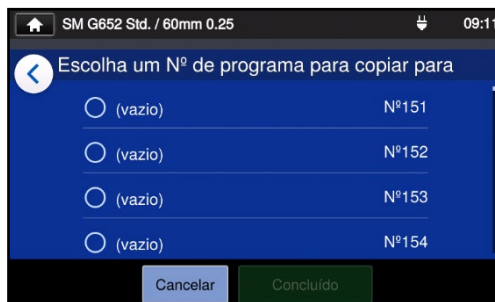 SM G652 Std. / 60mm 0.25 09:11
Escolha um Nº de programa para copiar para
(vazio) Nº151
(vazio) Nº152
(vazio) Nº153
(vazio) Nº154
Cancelar Concluído